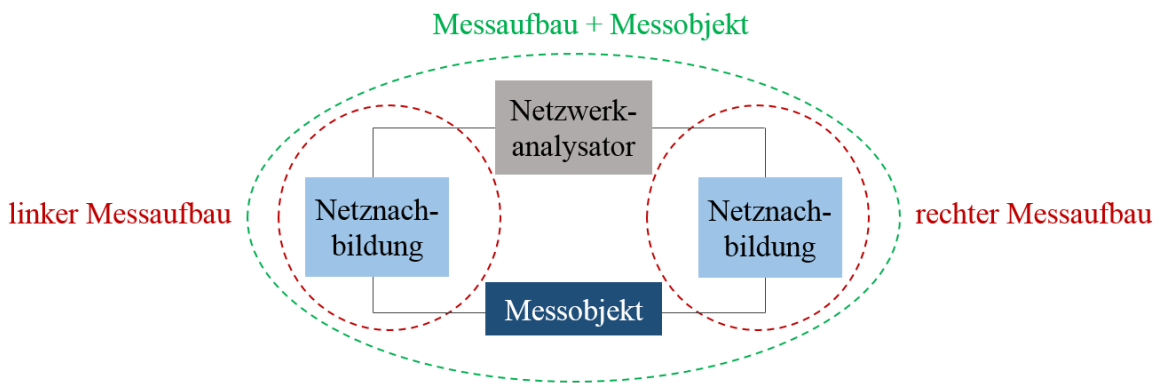 Messaufbau + Messobjekt
Netzwerk-
analysator
linker Messaufbau
Netznach-
bildung
Netznach-
bildung
rechter Messaufbau
Messobjekt